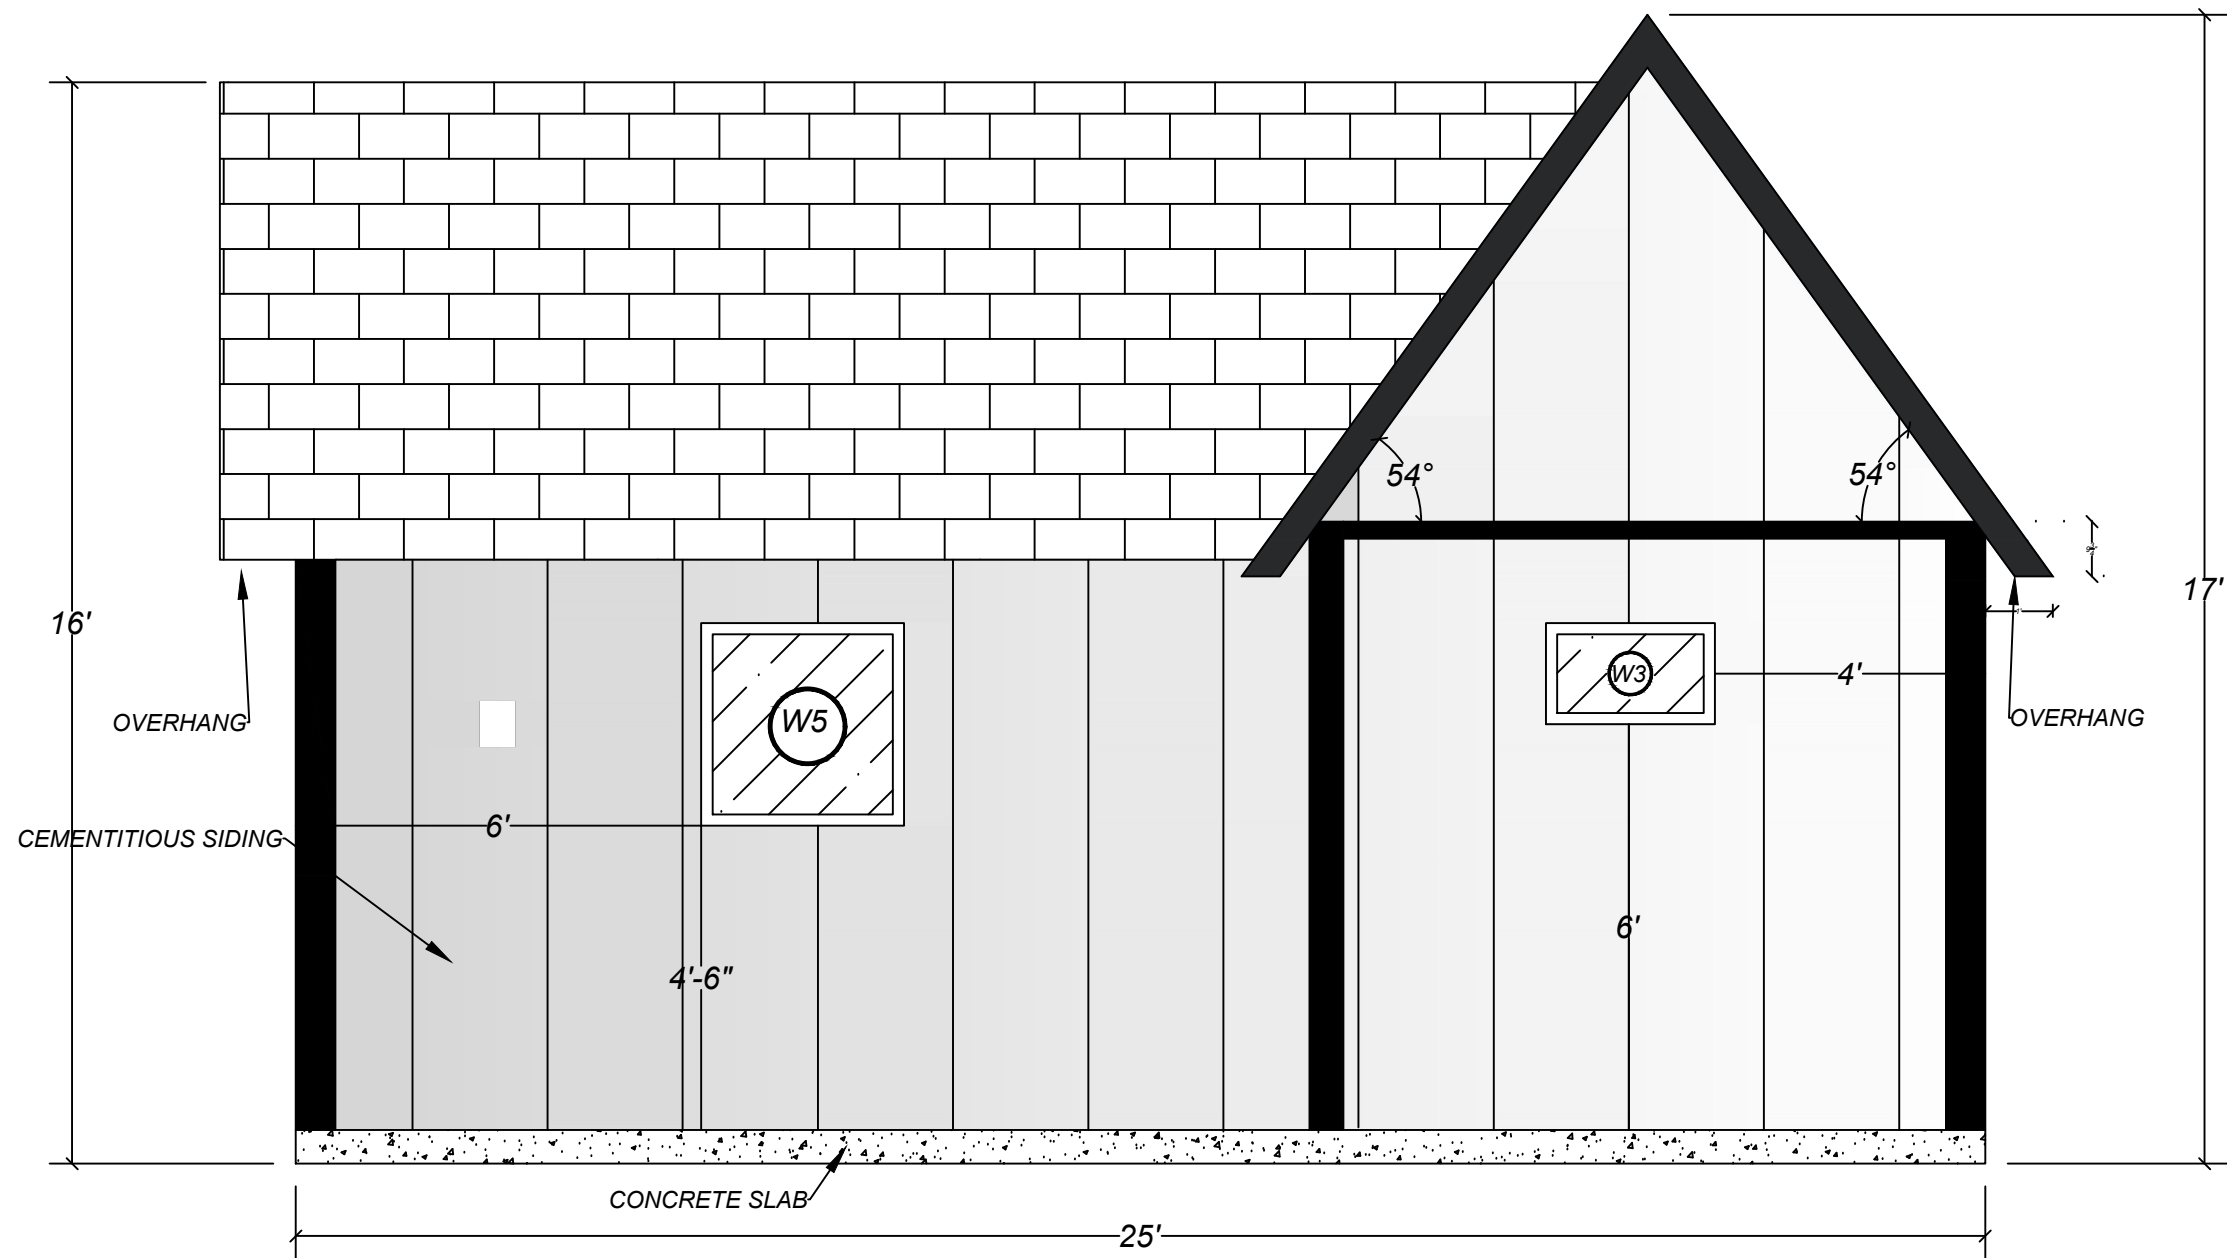 54°
54°
17'
16'
W3
4'
OVERHANG
W5
OVERHANG
6'
CEMENTITIOUS SIDING
6'
4'-6"
CONCRETE SLAB
25'